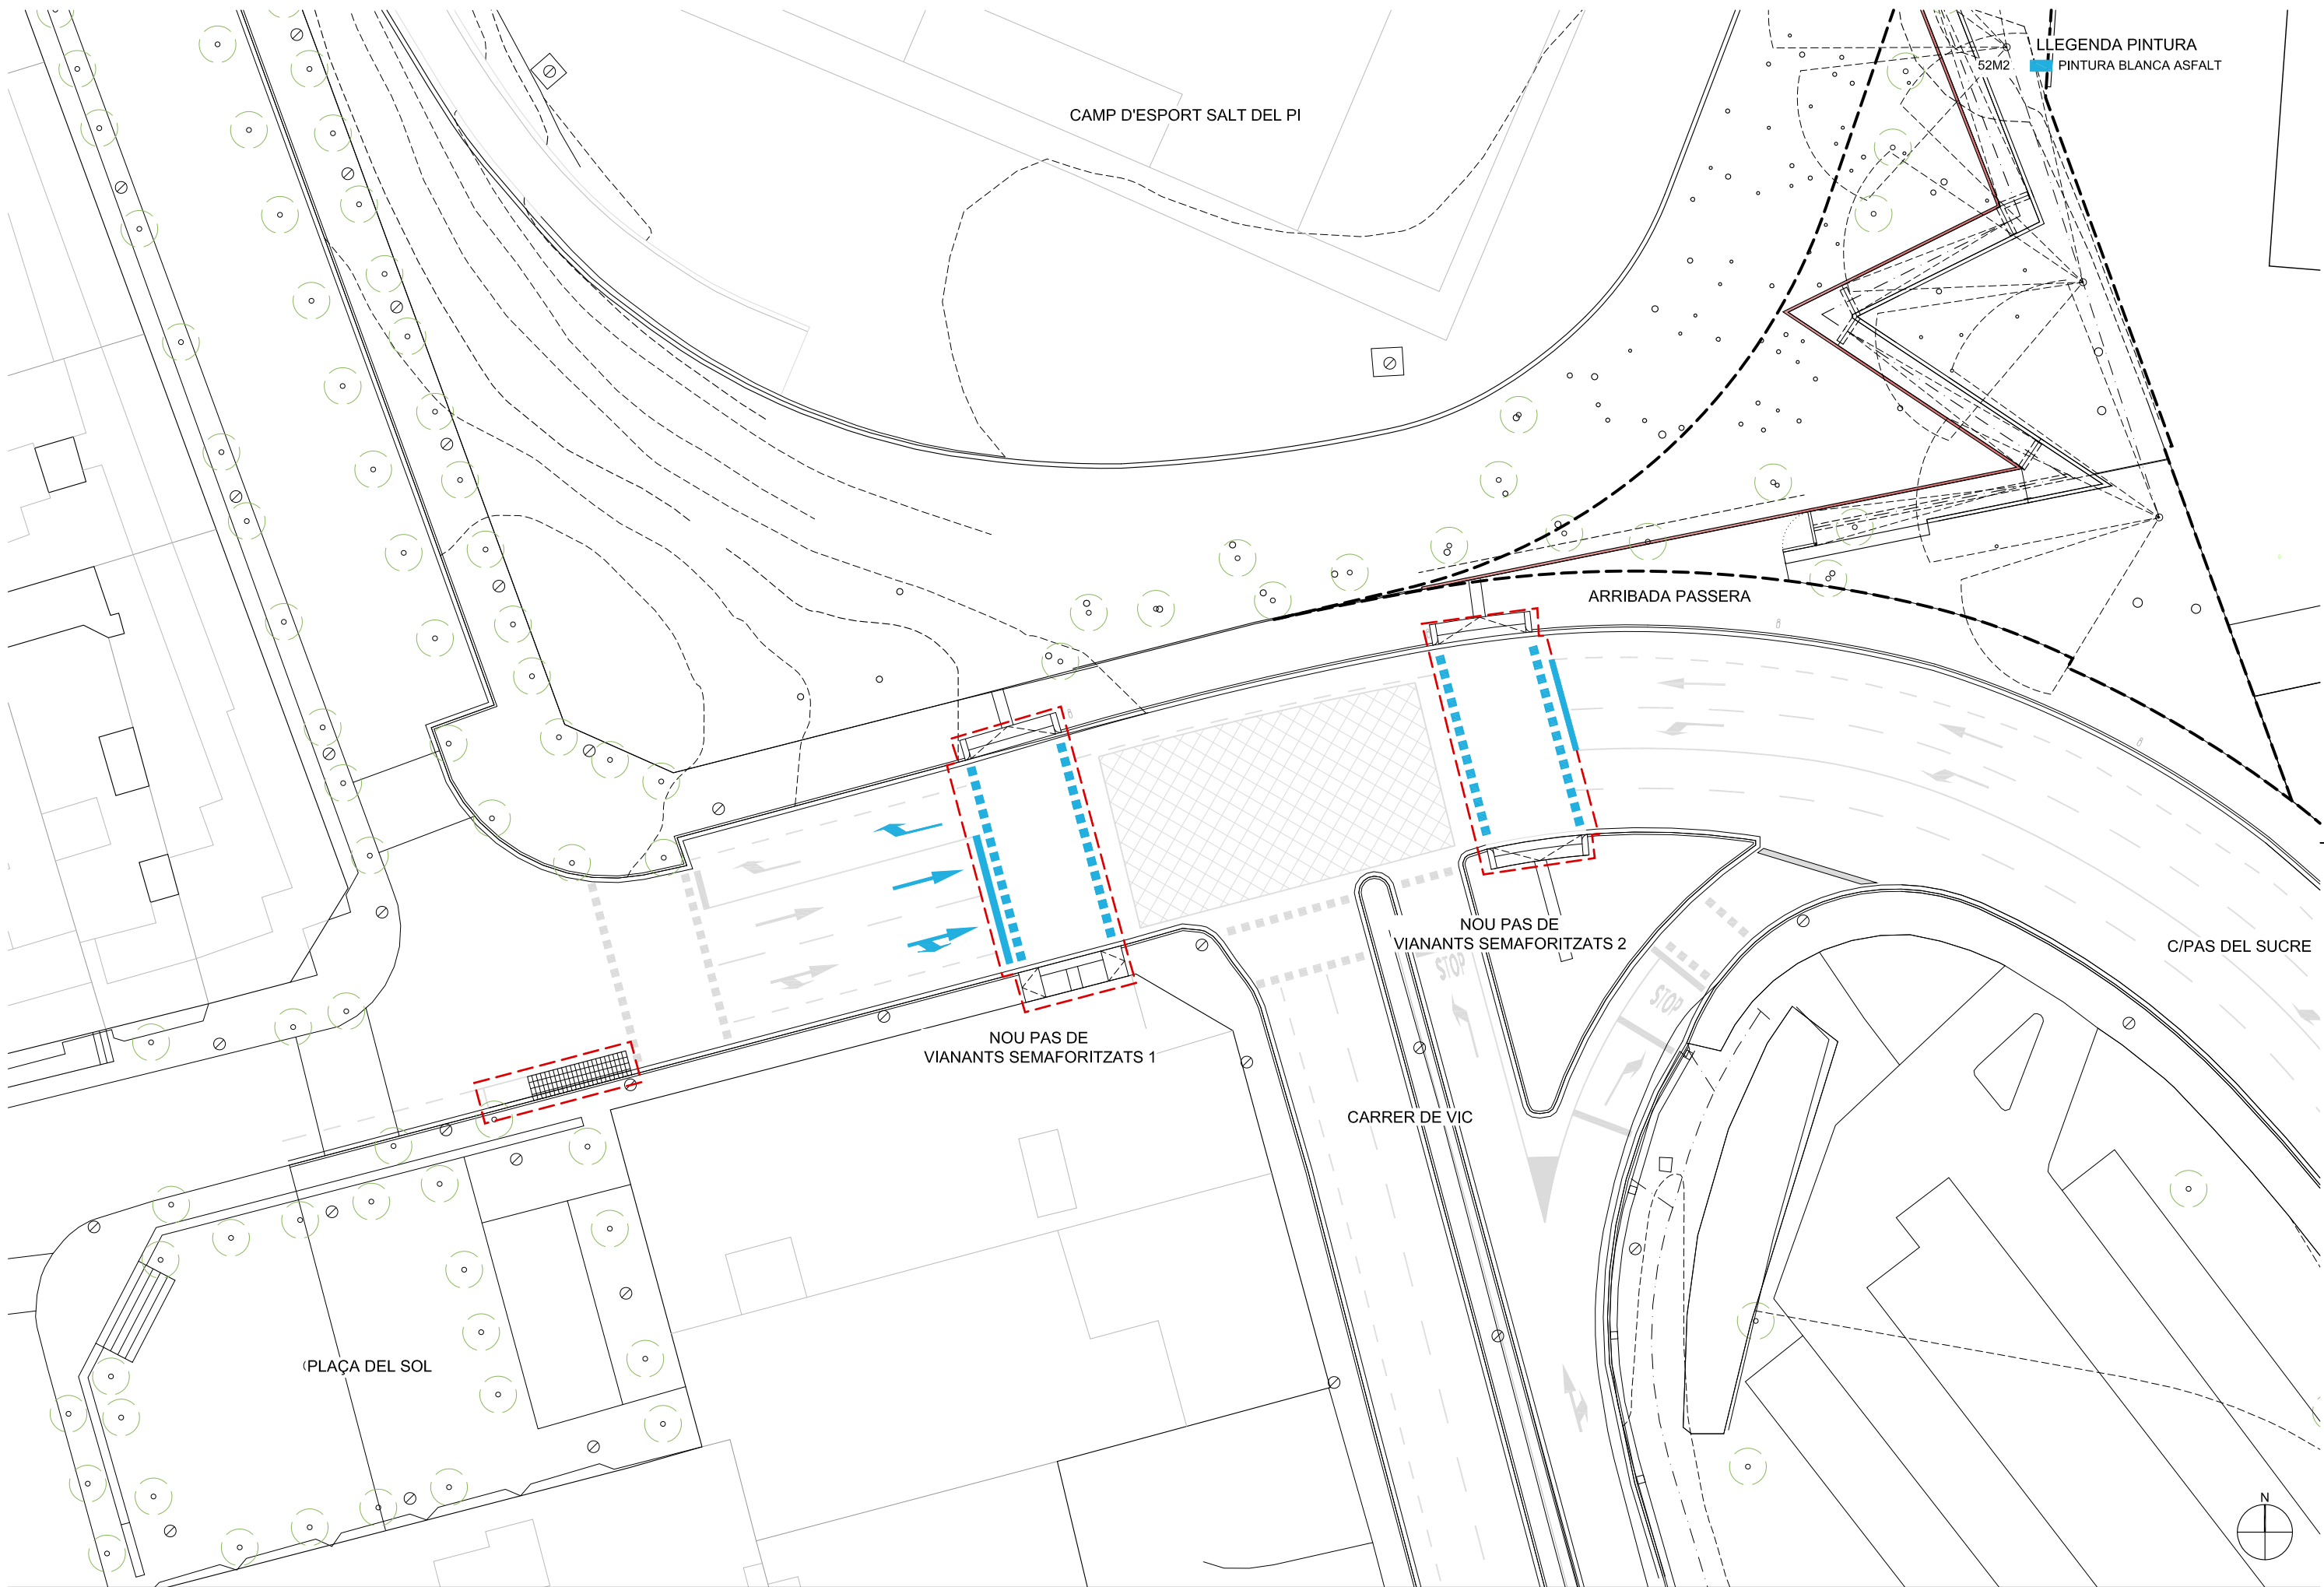 LLEGENDA PINTURA
52M2 PINTURA BLANCA ASFALT
CAMP D'ESPORT SALT DEL PI
ARRIBADA PASSERA
NOU PAS DE
VIANANTS SEMAFORITZATS 2
C/PAS DEL SUCRE
STOP
STOP
NOU PAS DE
VIANANTS SEMAFORITZATS 1
CARRER DE VIC
(PLAÇA DEL SOL
N